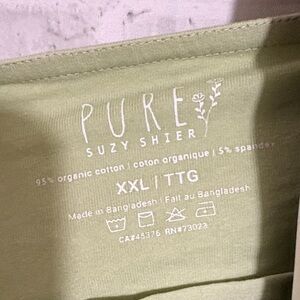 PURE
SUZY SHIER
95% organic cotton | coton organique | 5% spandex
XXL | TTG
Made in Bangladesh | Fait au Bangladesh
CA#45376 RN#73023